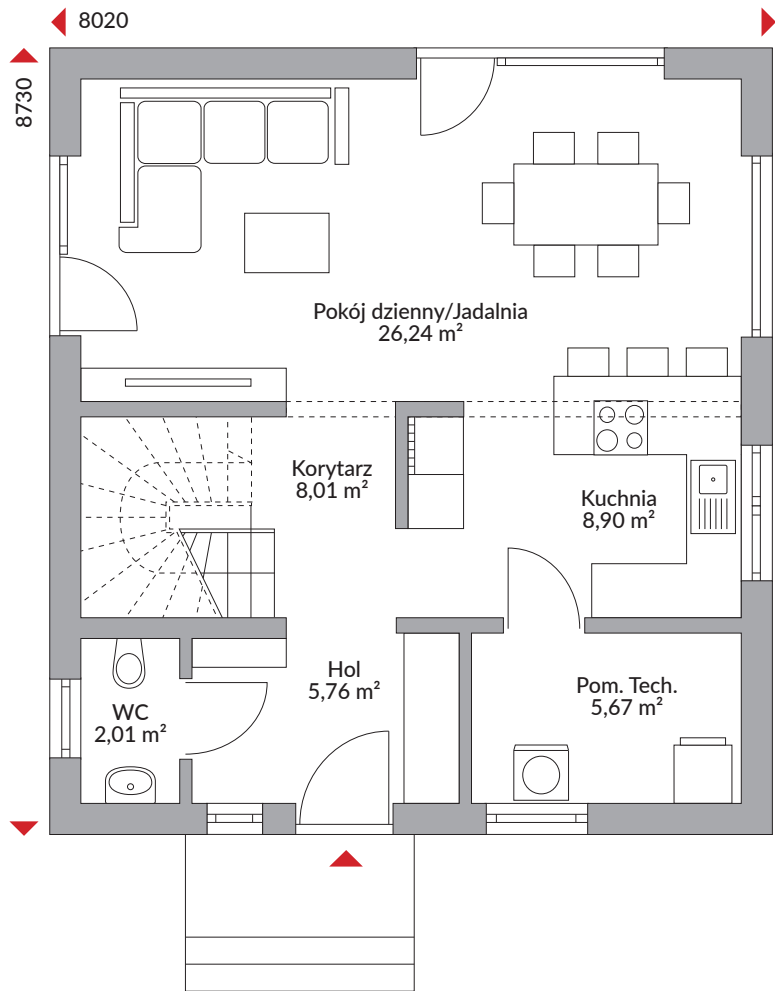 8020
8730
Pokój dzienny/Jadalnia
26,24 m²
Korytarz
8,01 m²
Kuchnia
8,90 m²
Hol
5,76 m²
Pom. Tech.
5,67 m²
WC
2,01 m²